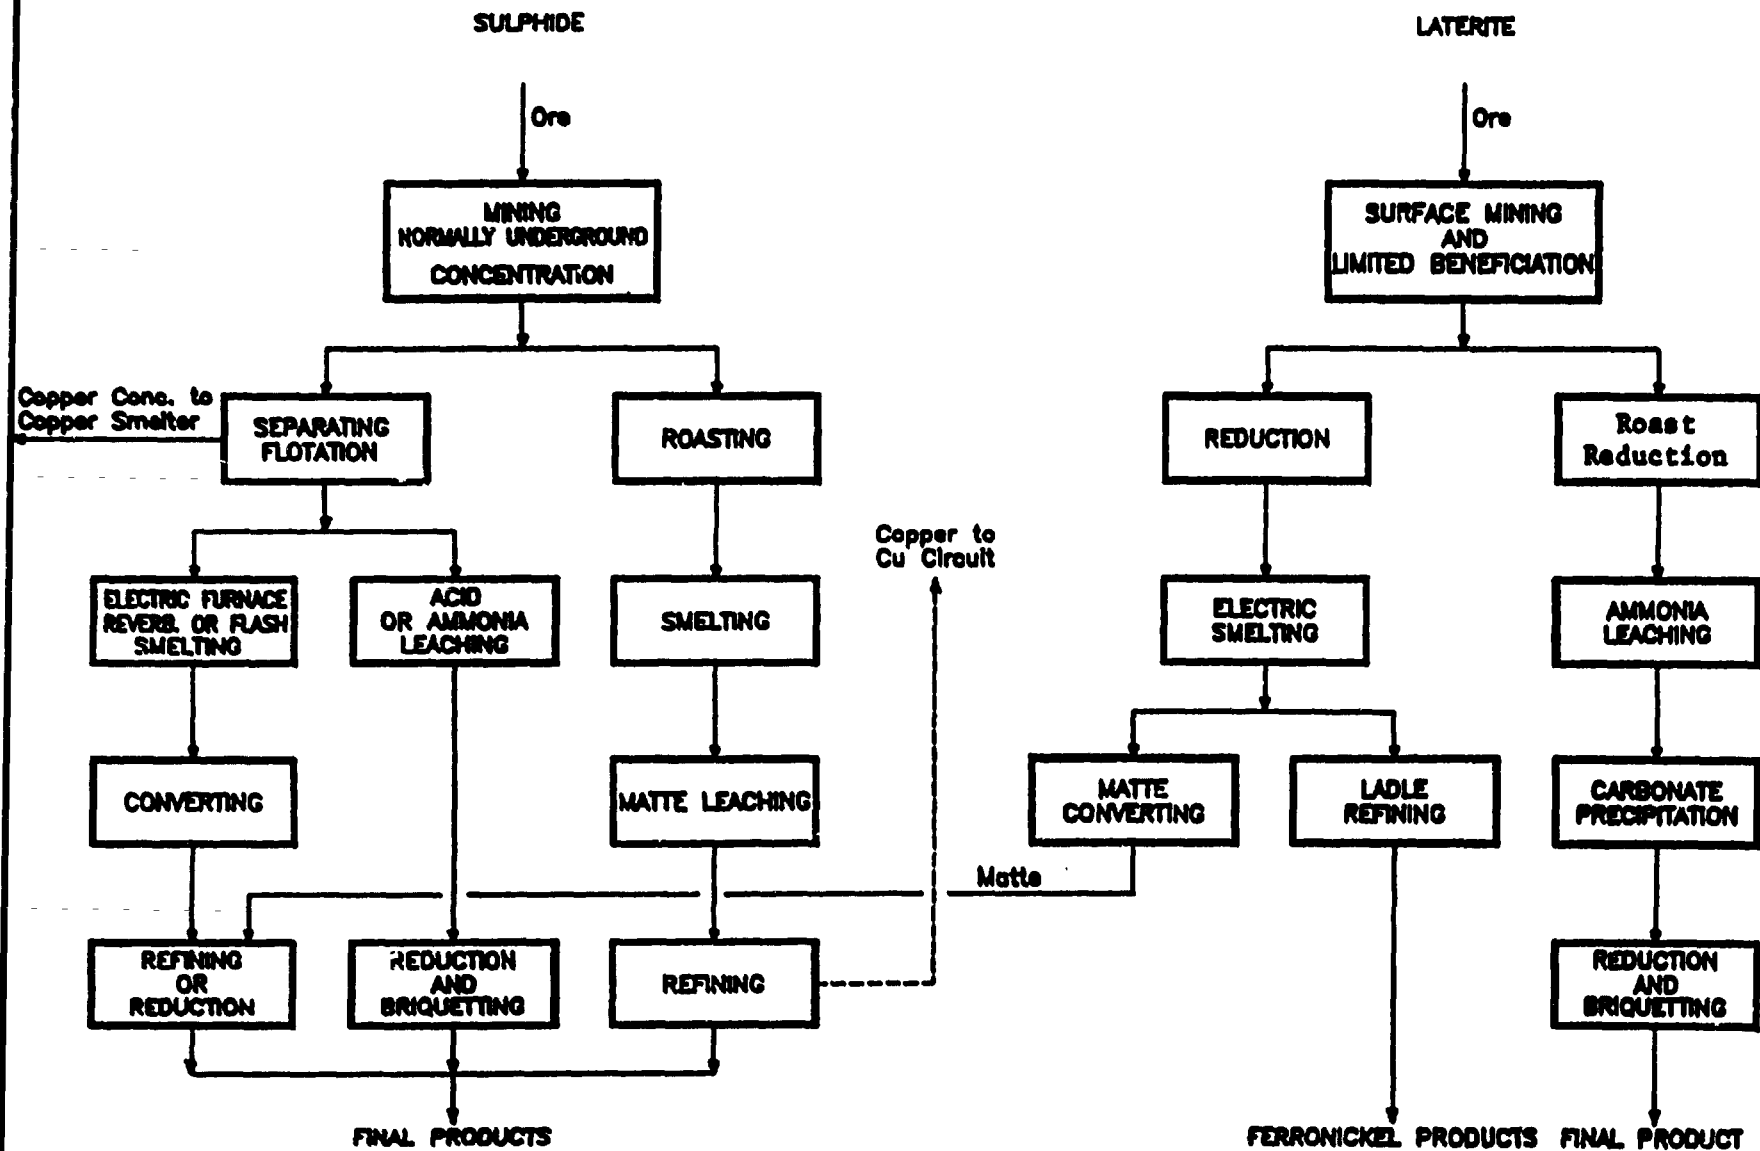 SULPHIDE
LATERITE
Ore
Ore
MINING
NORMALLY UNDERGROUND
CONCENTRATION
SURFACE MINING
AND
LIMITED BENEFICIATION
Copper Conc. to
Copper Smelter
SEPARATING
FLOTATION
ROASTING
REDUCTION
Roast
Reduction
Copper to
Cu Circuit
ELECTRIC FURNACE
REVERB. OR FLASH
SMELTING
ACID
OR AMMONIA
LEACHING
SMELTING
ELECTRIC
SMELTING
AMMONIA
LEACHING
CONVERTING
MATTE LEACHING
MATTE
CONVERTING
LADLE
REFINING
CARBONATE
PRECIPITATION
Matte
REFINING
OR
REDUCTION
REDUCTION
AND
BRIQUETTING
REFINING
REDUCTION
AND
BRIQUETTING
FINAL PRODUCTS
FERRONICKEL PRODUCTS
FINAL PRODUCT